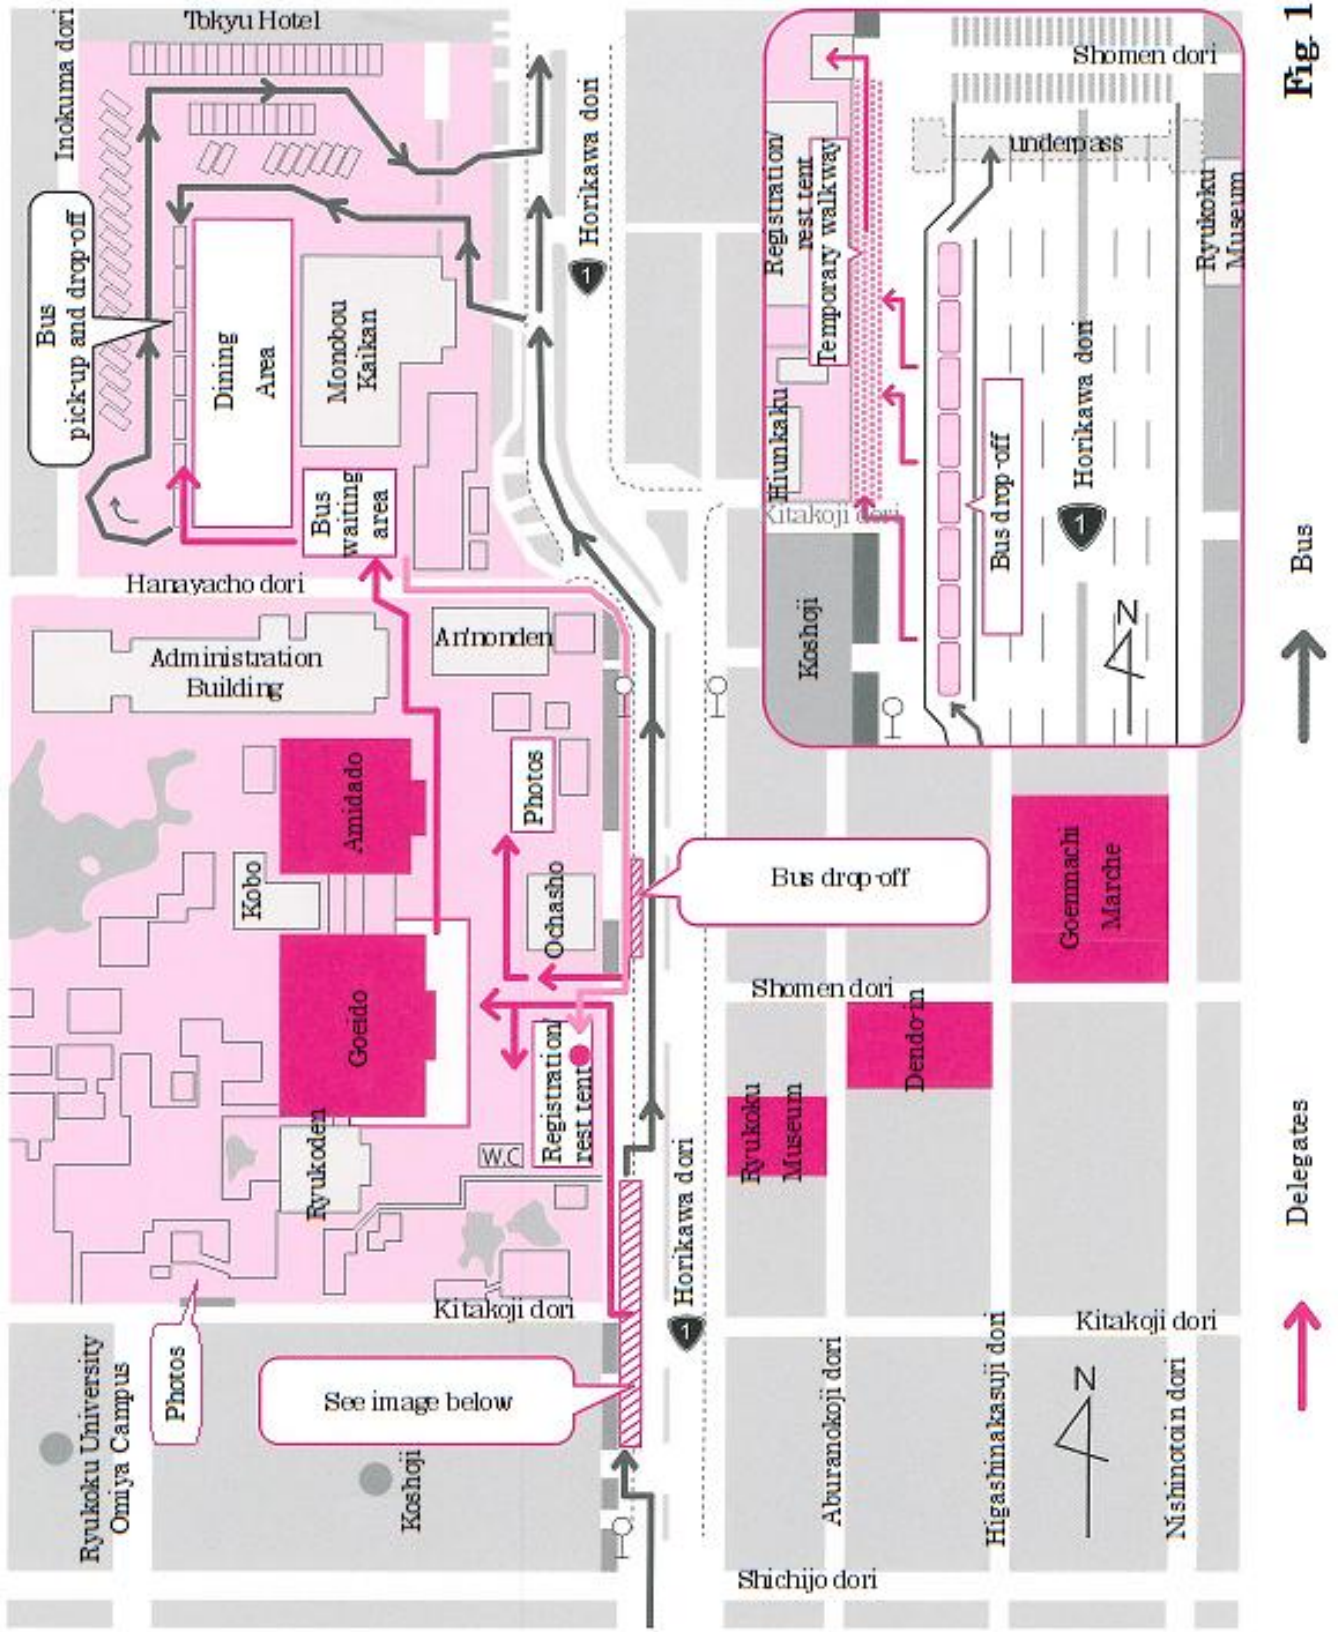 Fig 1
Tokyu Hotel
Inokuma dori
Bus
pick-up and drop-off
Dining
Area
Monobou
Kaikan
Bus
waiting
area
1
Horikawa dori
Hanayacho dori
Administration
Building
An'nonden
Amidado
Kobo
Photos
Ochasho
Goeido
Registration/
rest tent
W.C
Ryukoden
Photos
Kitakoji dori
Ryukoku University
Omiya Campus
Koshoji
See image below
1
Horikawa dori
Bus drop-off
Shomen dori
Goenmachi
Marche
Dendo-in
Ryukoku
Museum
Kitakoji dori
Aburanokoji dori
Higashinakasuji dori
Nishinotoin dori
N
Shichijo dori
Shomen dori
underpass
Ryukoku
Museum
Registration/
rest tent
Temporary walkway
Hiunkaku
Kitakoji dori
Koshoji
Bus drop-off
1
Horikawa dori
N
Delegates
Bus